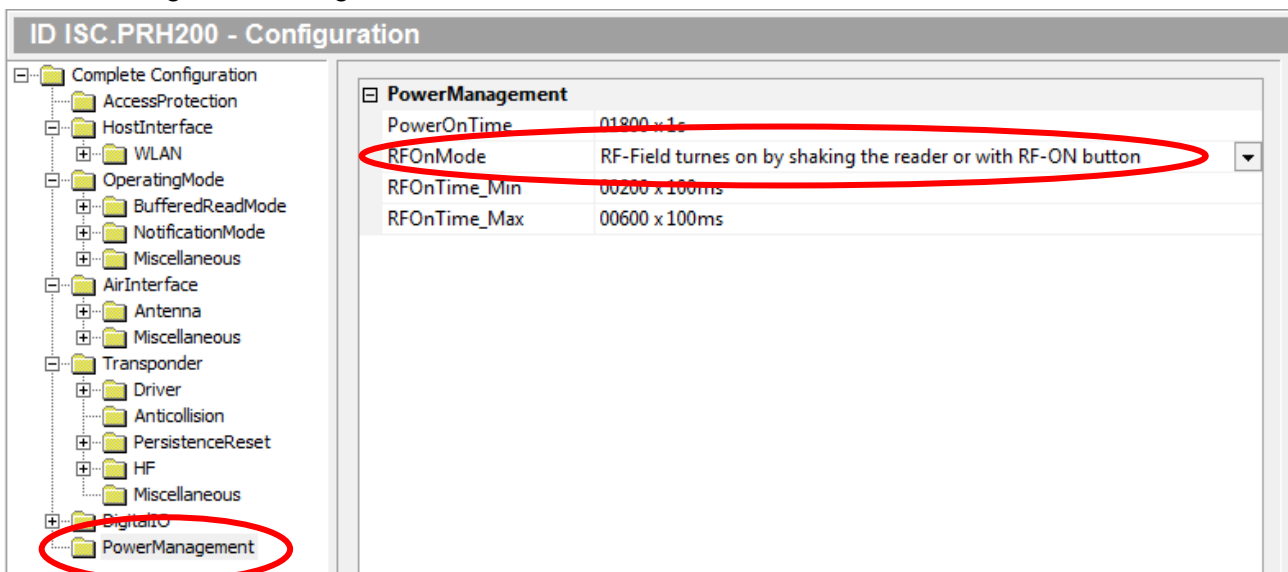 ID ISC.PRH200 - Configuration
Complete Configuration
AccessProtection
HostInterface
WLAN
OperatingMode
BufferedReadMode
NotificationMode
Miscellaneous
AirInterface
Antenna
Miscellaneous
Transponder
Driver
Anticollision
PersistenceReset
HF
Miscellaneous
DigitalIO
PowerManagement
PowerManagement
PowerOnTime 01800 x 1s
RFOnMode RF-Field turnes on by shaking the reader or with RF-ON button
RFOnTime_Min 00200 x 100ms
RFOnTime_Max 00600 x 100ms